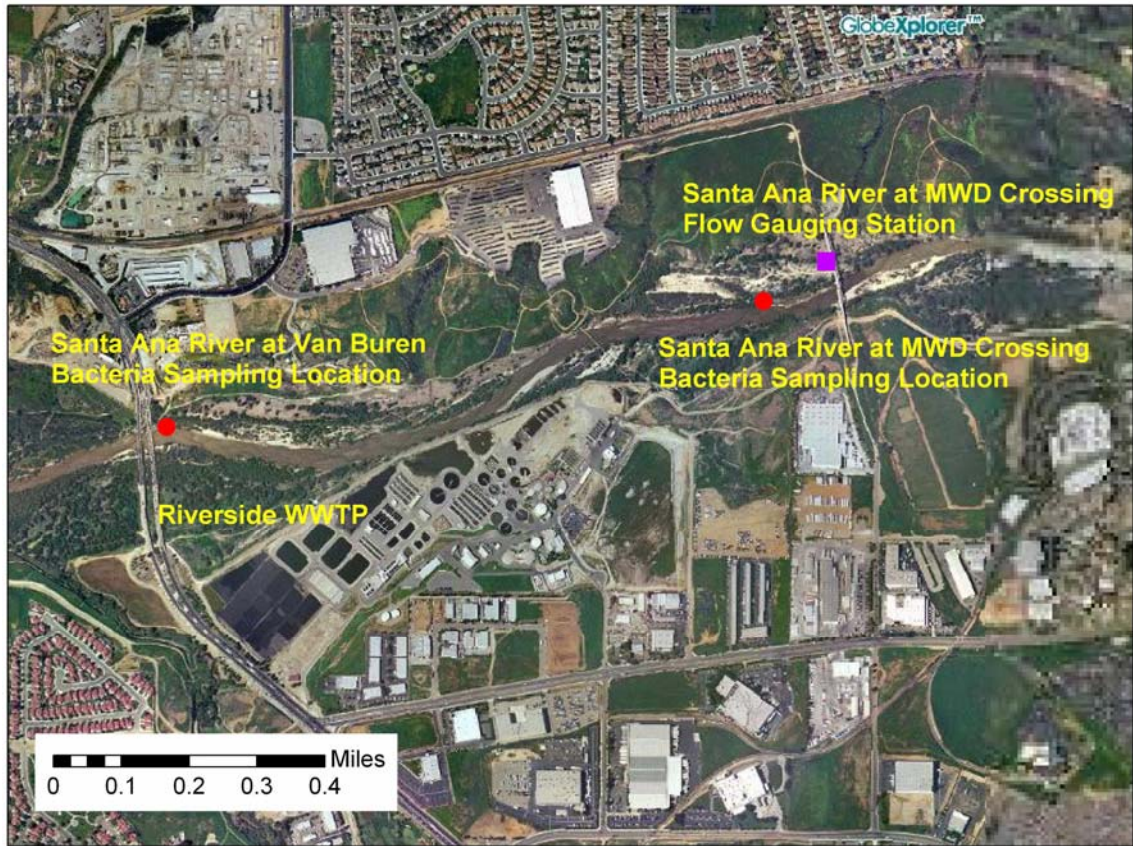 GlobeXplorer™
Santa Ana River at MWD Crossing
Flow Gauging Station
Santa Ana River at Van Buren
Bacteria Sampling Location
Santa Ana River at MWD Crossing
Bacteria Sampling Location
Riverside WWTP
Miles
0 0.1 0.2 0.3 0.4